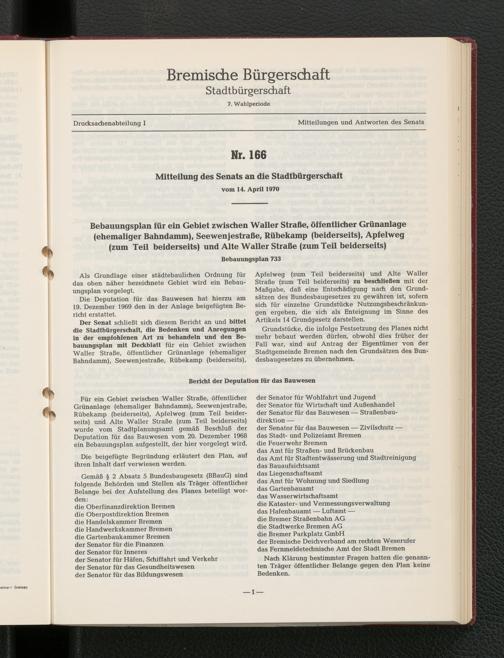 Bremische Bürgerschaft
Stadtbürgerschaft
7. Wahlperiode
Drucksachenabteilung I
Mitteilungen und Antworten des Senats
Nr. 166
Mitteilung des Senats an die Stadtbürgerschaft
vom 14. April 1970
Bebauungsplan für ein Gebiet zwischen Waller Straße, öffentlicher Grünanlage
(ehemaliger Bahndamm), Seewenjestraße, Rübekamp (beiderseits), Apfelweg
(zum Teil beiderseits) und Alte Waller Straße (zum Teil beiderseits)
Bebauungsplan 733
Als Grundlage einer städtebaulichen Ordnung für
das oben näher bezeichnete Gebiet wird ein Bebau-
ungsplan vorgelegt.
Die Deputation für das Bauwesen hat hierzu am
19. Dezember 1969 den in der Anlage beigefügten Be-
richt erstattet.
Der Senat schließt sich diesem Bericht an und bittet
die Stadtbürgerschaft, die Bedenken und Anregungen
in der empfohlenen Art zu behandeln und den Be-
bauungsplan mit Deckblatt für ein Gebiet zwischen
Waller Straße, öffentlicher Grünanlage (ehemaliger
Bahndamm), Seewenjestraße, Rübekamp (beiderseits),
Apfelweg (zum Teil beiderseits) und Alte Waller
Straße (zum Teil beiderseits) zu beschließen mit der
Maßgabe, daß eine Entschädigung nach den Grund-
sätzen des Bundesbaugesetzes zu gewähren ist, sofern
sich für einzelne Grundstücke Nutzungsbeschränkun-
gen ergeben, die sich als Enteignung im Sinne des
Artikels 14 Grundgesetz darstellen.
Grundstücke, die infolge Festsetzung des Planes nicht
mehr bebaut werden dürfen, obwohl dies früher der
Fall war, sind auf Antrag der Eigentümer von der
Stadtgemeinde Bremen nach den Grundsätzen des Bun-
desbaugesetzes zu übernehmen.
Bericht der Deputation für das Bauwesen
Für ein Gebiet zwischen Waller Straße, öffentlicher
Grünanlage (ehemaliger Bahndamm), Seewenjestraße,
Rübekamp (beiderseits), Apfelweg (zum Teil beider-
seits) und Alte Waller Straße (zum Teil beiderseits)
wurde vom Stadtplanungsamt gemäß Beschluß der
Deputation für das Bauwesen vom 20. Dezember 1968
ein Bebauungsplan aufgestellt, der hier vorgelegt wird.
Die beigefügte Begründung erläutert den Plan, auf
ihren Inhalt darf verwiesen werden.
Gemäß § 2 Absatz 5 Bundesbaugesetz (BBauG) sind
folgende Behörden und Stellen als Träger öffentlicher
Belange bei der Aufstellung des Planes beteiligt wor-
den:
die Oberfinanzdirektion Bremen
die Oberpostdirektion Bremen
die Handelskammer Bremen
die Handwerkskammer Bremen
die Gartenbaukammer Bremen
der Senator für die Finanzen
der Senator für Inneres
der Senator für Häfen, Schiffahrt und Verkehr
der Senator für das Gesundheitswesen
der Senator für das Bildungswesen
der Senator für Wohlfahrt und Jugend
der Senator für Wirtschaft und Außenhandel
der Senator für das Bauwesen — Straßenbau-
direktion —
der Senator für das Bauwesen — Zivilschutz —
das Stadt- und Polizeiamt Bremen
die Feuerwehr Bremen
das Amt für Straßen- und Brückenbau
das Amt für Stadtentwässerung und Stadtreinigung
das Bauaufsichtsamt
das Liegenschaftsamt
das Amt für Wohnung und Siedlung
das Gartenbauamt
das Wasserwirtschaftsamt
die Kataster- und Vermessungsverwaltung
das Hafenbauamt — Luftamt —
die Bremer Straßenbahn AG
die Stadtwerke Bremen AG
die Bremer Parkplatz GmbH
der Bremische Deichverband am rechten Weserufer
das Fernmeldetechnische Amt der Stadt Bremen
Nach Klärung bestimmter Fragen hatten die genann-
ten Träger öffentlicher Belange gegen den Plan keine
Bedenken.
— 1 —